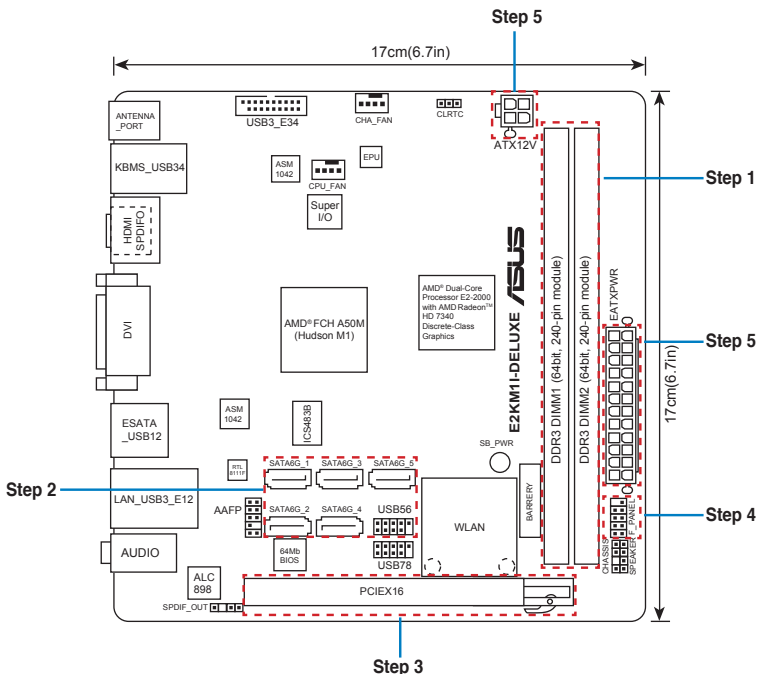 Step 5
17cm(6.7in)
ANTENNA
_PORT
USB3_E34
CHA_FAN
CLRTC
ATX12V
KBMS_USB34
ASM
1042
CPU_FAN
EPU
Step 1
Super
I/O
HDMI
SPDIFO
DVI
AMD® FCH A50M
(Hudson M1)
AMD® Dual-Core
Processor E2-2000
with AMD Radeon™
HD 7340
Discrete-Class
Graphics
E2KM1I-DELUXE
ASUS
DDR3 DIMM1 (64bit, 240-pin module)
DDR3 DIMM2 (64bit, 240-pin module)
EATXPWR
Step 5
17cm(6.7in)
ESATA
_USB12
ASM
1042
ICS483B
SB_PWR
RTL
8111F
SATA6G_1
SATA6G_3
SATA6G_5
Step 2
LAN_USB3_E12
AAFP
SATA6G_2
SATA6G_4
USB56
WLAN
BARRERY
F_PANEL
Step 4
AUDIO
64Mb
BIOS
USB78
CHASSIS
SPEAKER
ALC
898
SPDIF_OUT
PCIEX16
Step 3